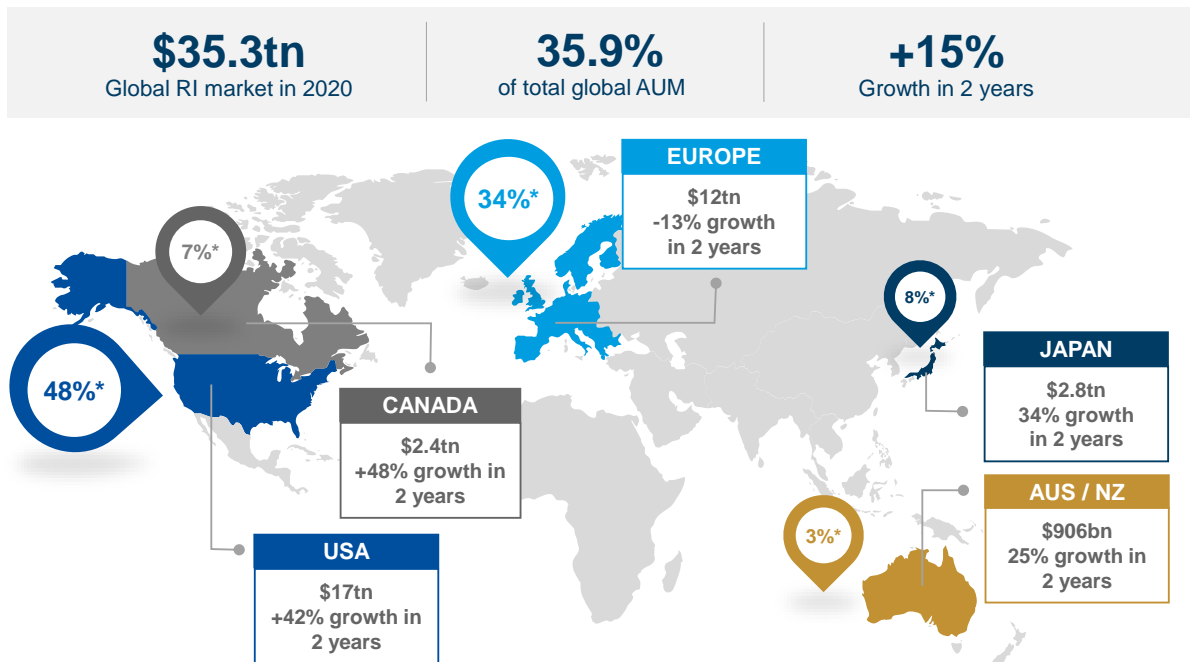 $35.3tn
Global RI market in 2020
35.9%
of total global AUM
+15%
Growth in 2 years
EUROPE
$12tn
-13% growth
in 2 years
34%*
7%*
8%*
48%*
JAPAN
$2.8tn
34% growth
in 2 years
CANADA
$2.4tn
+48% growth in
2 years
AUS / NZ
$906bn
25% growth in
2 years
3%*
USA
$17tn
+42% growth in
2 years